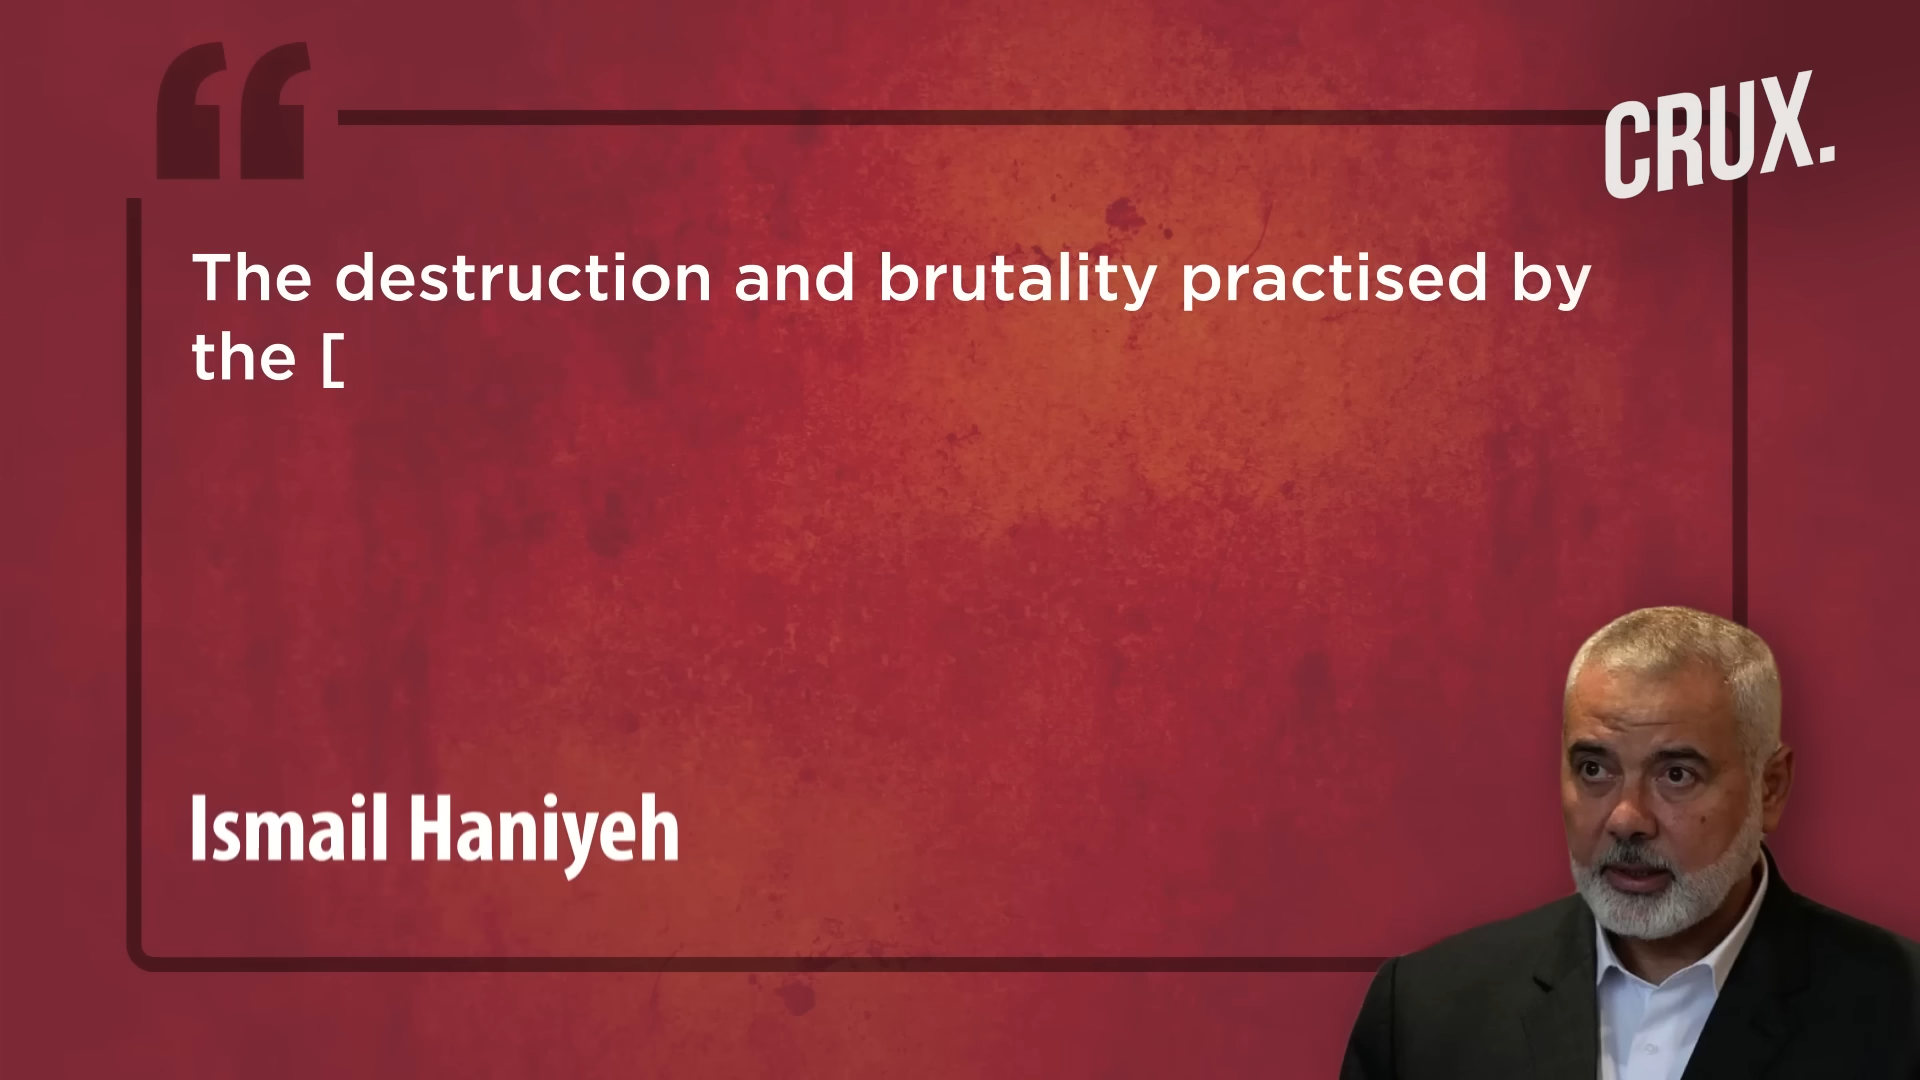 CRUX.
The destruction and brutality practised by
the [
Ismail Haniyeh